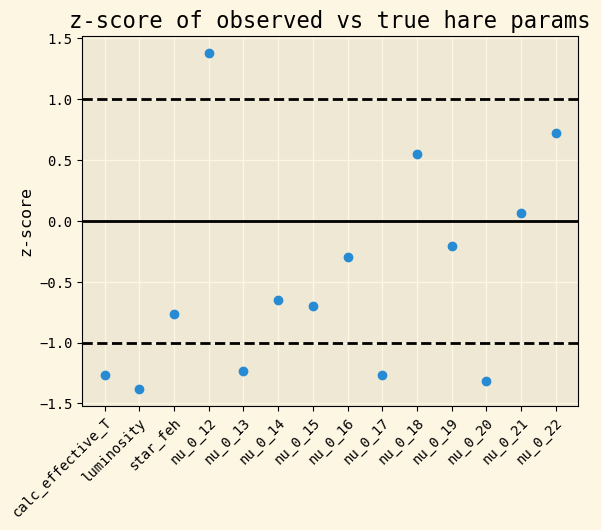 z-score of observed vs true hare params
z-score
1.5
1.0
0.5
0.0
−0.5
−1.0
−1.5
calc_effective_T
luminosity
star_feh
nu_0_12
nu_0_13
nu_0_14
nu_0_15
nu_0_16
nu_0_17
nu_0_18
nu_0_19
nu_0_20
nu_0_21
nu_0_22